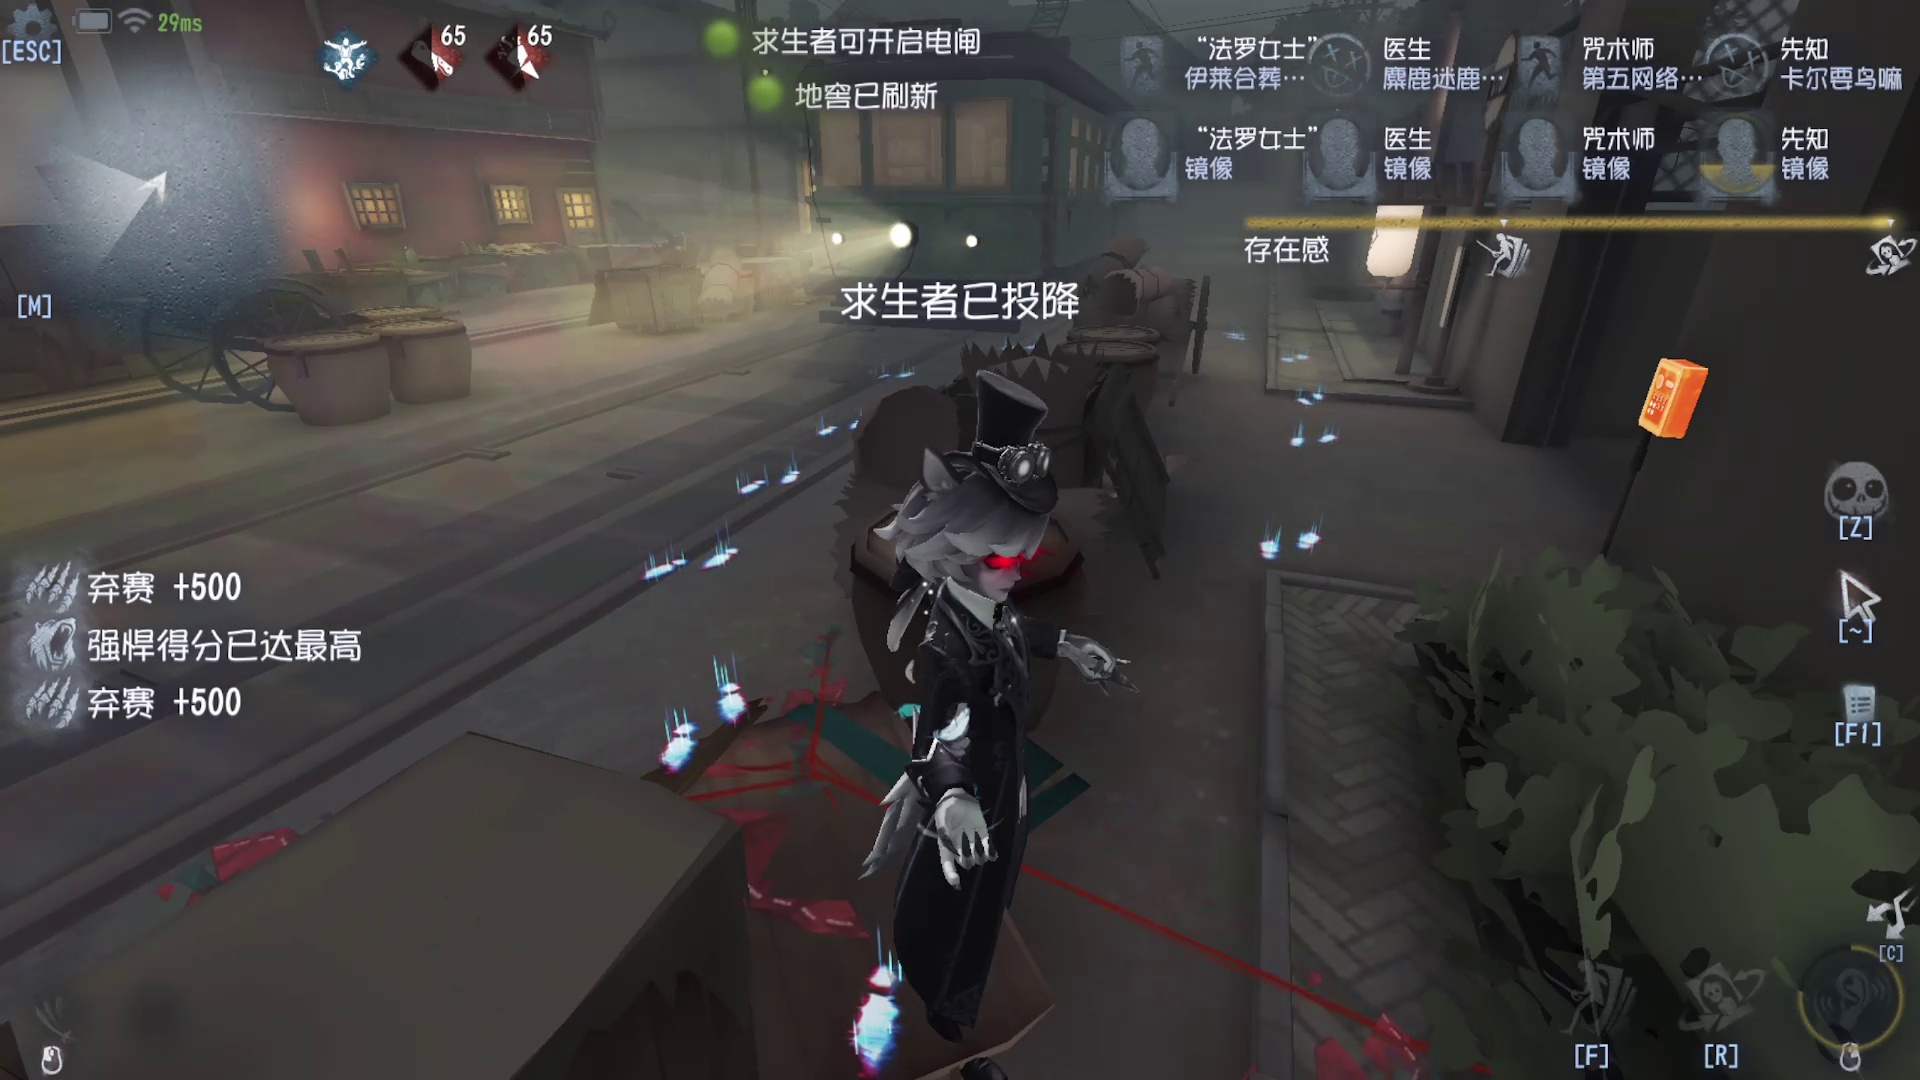 29ms
[ESC]
65
65
求生者可开启电闸
地窖已刷新
“法罗女士”
伊莱合葬…
医生
麋鹿迷鹿…
咒术师
第五网络…
先知
卡尔要鸟嘛
“法罗女士”
镜像
医生
镜像
咒术师
镜像
先知
镜像
存在感
[M]
求生者已投降
[Z]
弃赛 +500
[~]
强悍得分已达最高
弃赛 +500
[F1]
[C]
[F]
[R]